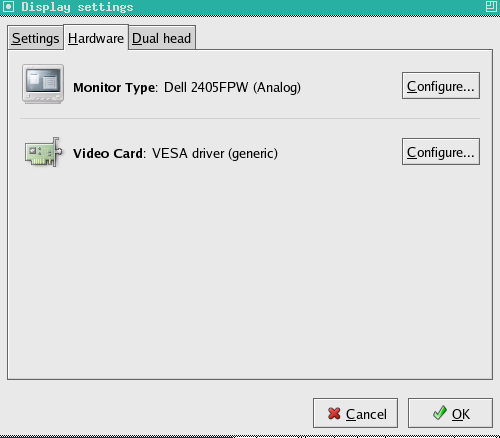 Display settings
Settings Hardware Dual head
Monitor Type: Dell 2405FPW (Analog) Configure...
Video Card: VESA driver (generic) Configure...
Cancel OK